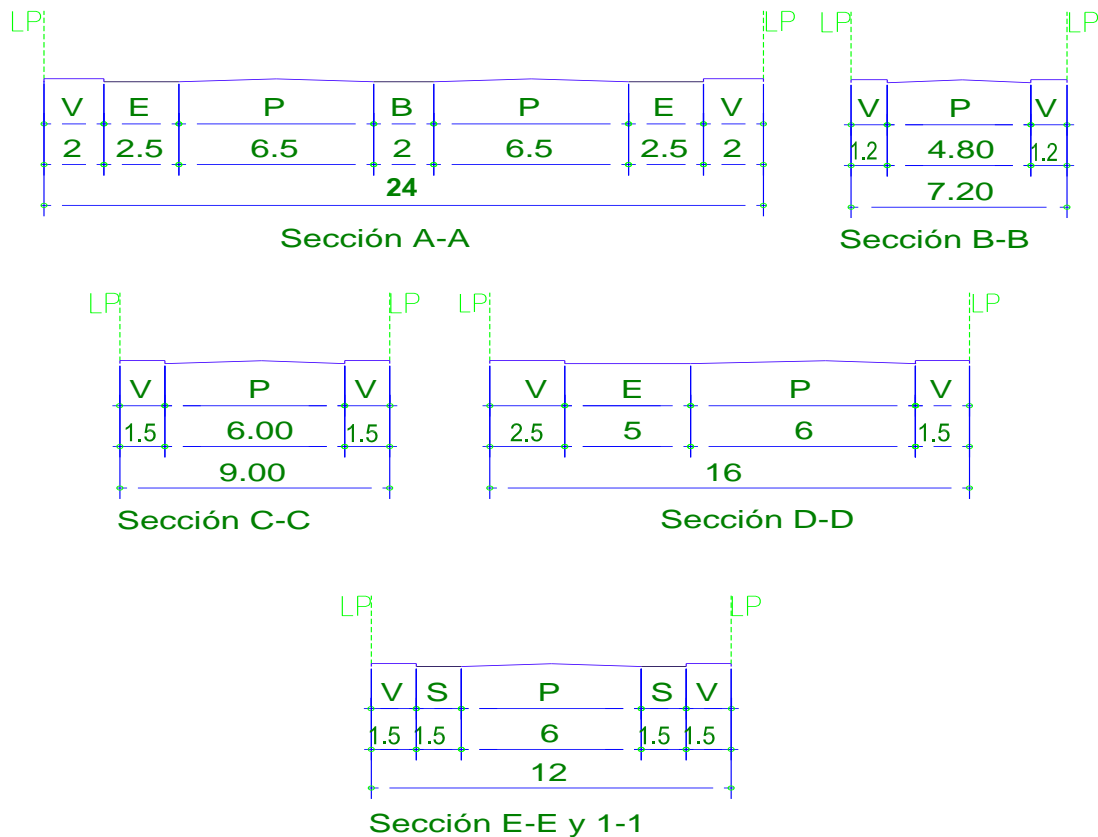 LP LP
V E P B P E V
2 2.5 6.5 2 6.5 2.5 2
24
Sección A-A
LP LP
V P V
1.2 4.80 1.2
7.20
Sección B-B
LP LP
V P V
1.5 6.00 1.5
9.00
Sección C-C
LP LP
V E P V
2.5 5 6 1.5
16
Sección D-D
LP LP
V S P S V
1.5 1.5 6 1.5 1.5
12
Sección E-E y 1-1